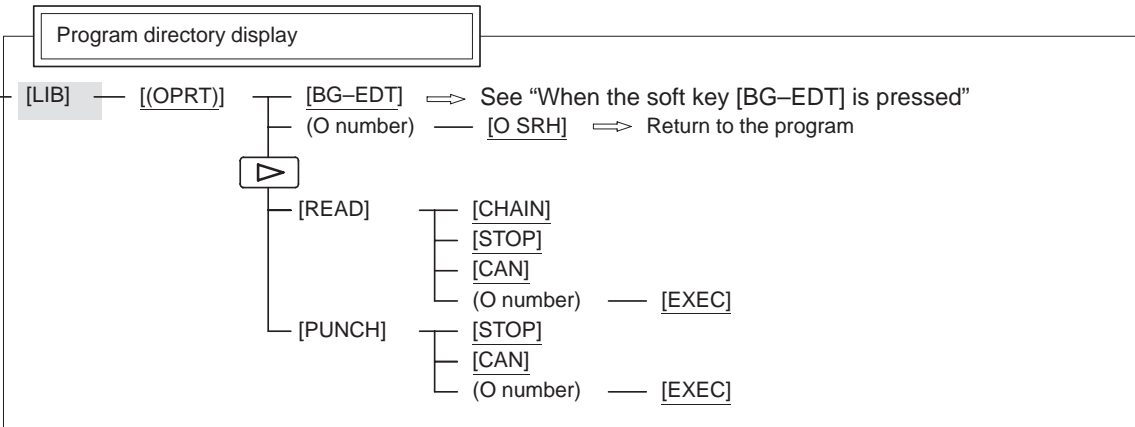 Program directory display
[LIB] [(OPRT)] [BG–EDT] See “When the soft key [BG–EDT] is pressed”
(O number) [O SRH] Return to the program
[READ] [CHAIN]
[STOP]
[CAN]
(O number) [EXEC]
[PUNCH] [STOP]
[CAN]
(O number) [EXEC]